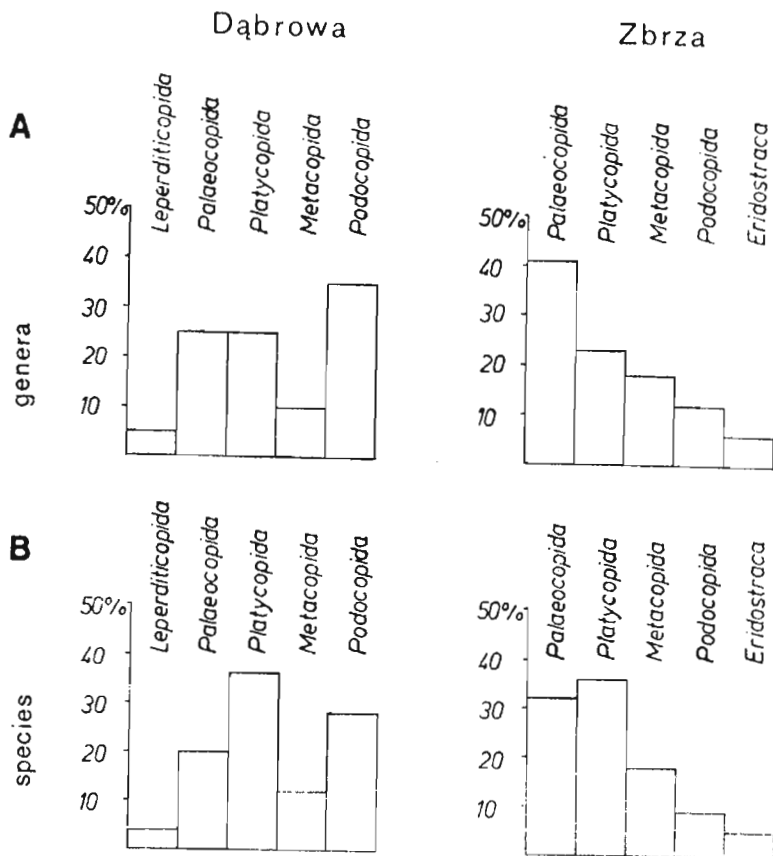 Dąbrowa
Zbrza
A
Leperditicopida
Palaeocopida
Platycopida
Metacopida
Podocopida
50%
40
30
20
10
genera
Palaeocopida
Platycopida
Metacopida
Podocopida
Eridostraca
50%
40
30
20
10
B
Leperditicopida
Palaeocopida
Platycopida
Metacopida
Podocopida
50%
40
30
20
10
species
Palaeocopida
Platycopida
Metacopida
Podocopida
Eridostraca
50%
40
30
20
10